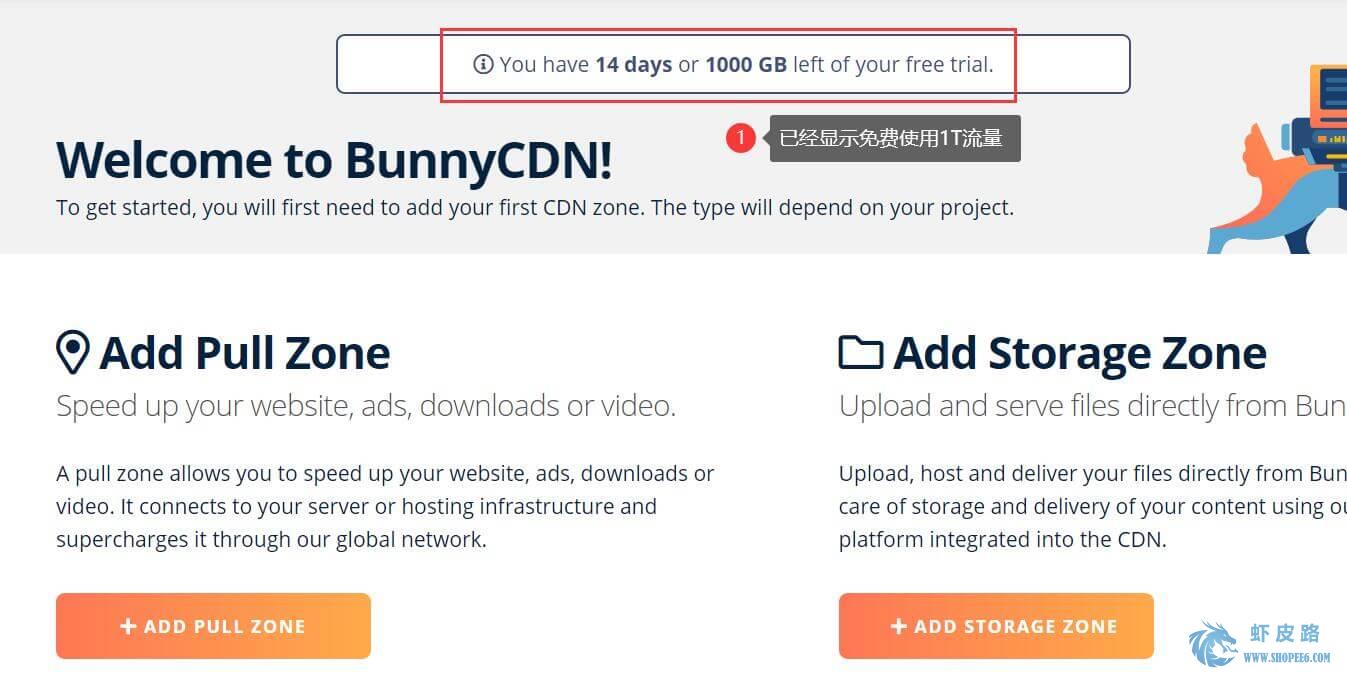 You have 14 days or 1000 GB left of your free trial.
1
已经显示免费使用1T流量
Welcome to BunnyCDN!
To get started, you will first need to add your first CDN zone. The type will depend on your project.
Add Pull Zone
Speed up your website, ads, downloads or video.
A pull zone allows you to speed up your website, ads, downloads or
video. It connects to your server or hosting infrastructure and
supercharges it through our global network.
+ ADD PULL ZONE
Add Storage Zone
Upload and serve files directly from Bun
Upload, host and deliver your files directly from Bun
care of storage and delivery of your content using ou
platform integrated into the CDN.
+ ADD STORAGE ZONE
虾皮路
WWW.SHOPEE6.COM